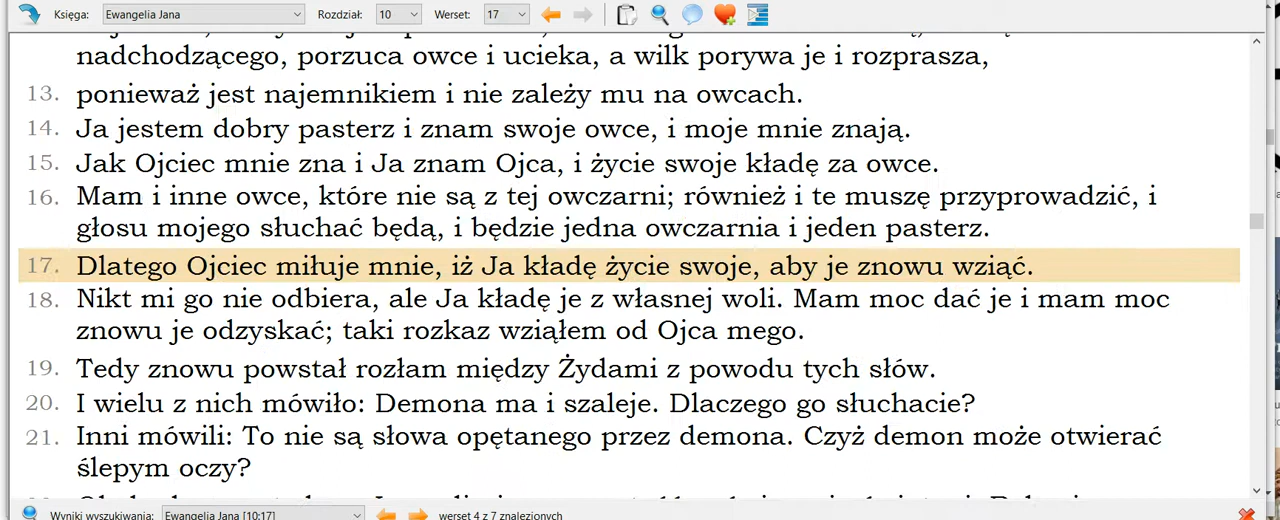 Księga: Ewangelia Jana Rozdział: 10 Werset: 17
nadchodzącego, porzuca owce i ucieka, a wilk porywa je i rozprasza,
13. ponieważ jest najemnikiem i nie zależy mu na owcach.
14. Ja jestem dobry pasterz i znam swoje owce, i moje mnie znają.
15. Jak Ojciec mnie zna i Ja znam Ojca, i życie swoje kładę za owce.
16. Mam i inne owce, które nie są z tej owczarni; również i te muszę przyprowadzić, i
głosu mojego słuchać będą, i będzie jedna owczarnia i jeden pasterz.
17. Dlatego Ojciec miłuje mnie, iż Ja kładę życie swoje, aby je znowu wziąć.
18. Nikt mi go nie odbiera, ale Ja kładę je z własnej woli. Mam moc dać je i mam moc
znowu je odzyskać; taki rozkaz wziąłem od Ojca mego.
19. Tedy znowu powstał rozłam między Żydami z powodu tych słów.
20. I wielu z nich mówiło: Demona ma i szaleje. Dlaczego go słuchacie?
21. Inni mówili: To nie są słowa opętanego przez demona. Czyż demon może otwierać
ślepym oczy?
Wyniki wyszukiwania: Ewangelia Jana [10:17] werset 4 z 7 znalezionych